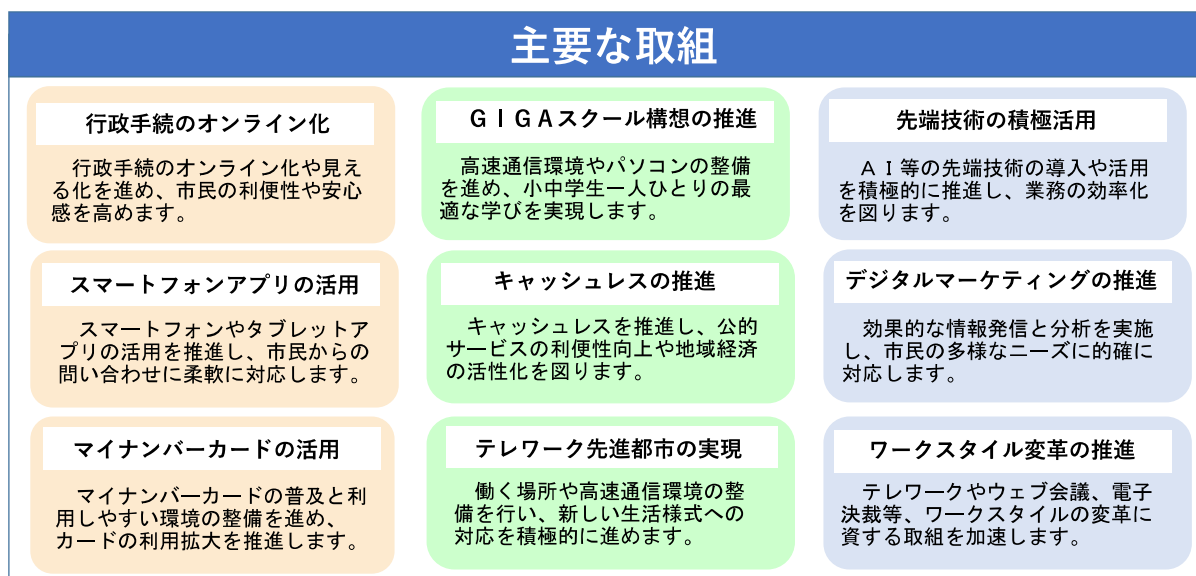 主要な取組
行政手続のオンライン化
行政手続のオンライン化や見え
る化を進め、市民の利便性や安心
感を高めます。
スマートフォンアプリの活用
スマートフォンやタブレットア
プリの活用を推進し、市民からの
問い合わせに柔軟に対応します。
マイナンバーカードの活用
マイナンバーカードの普及と利
用しやすい環境の整備を進め、
カードの利用拡大を推進します。
ＧＩＧＡスクール構想の推進
高速通信環境やパソコンの整備
を進め、小中学生一人ひとりの最
適な学びを実現します。
キャッシュレスの推進
キャッシュレスを推進し、公的
サービスの利便性向上や地域経済
の活性化を図ります。
テレワーク先進都市の実現
働く場所や高速通信環境の整
備を行い、新しい生活様式への
対応を積極的に進めます。
先端技術の積極活用
ＡＩ等の先端技術の導入や活用
を積極的に推進し、業務の効率化
を図ります。
デジタルマーケティングの推進
効果的な情報発信と分析を実施
し、市民の多様なニーズに的確に
対応します。
ワークスタイル変革の推進
テレワークやウェブ会議、電子
決裁等、ワークスタイルの変革に
資する取組を加速します。